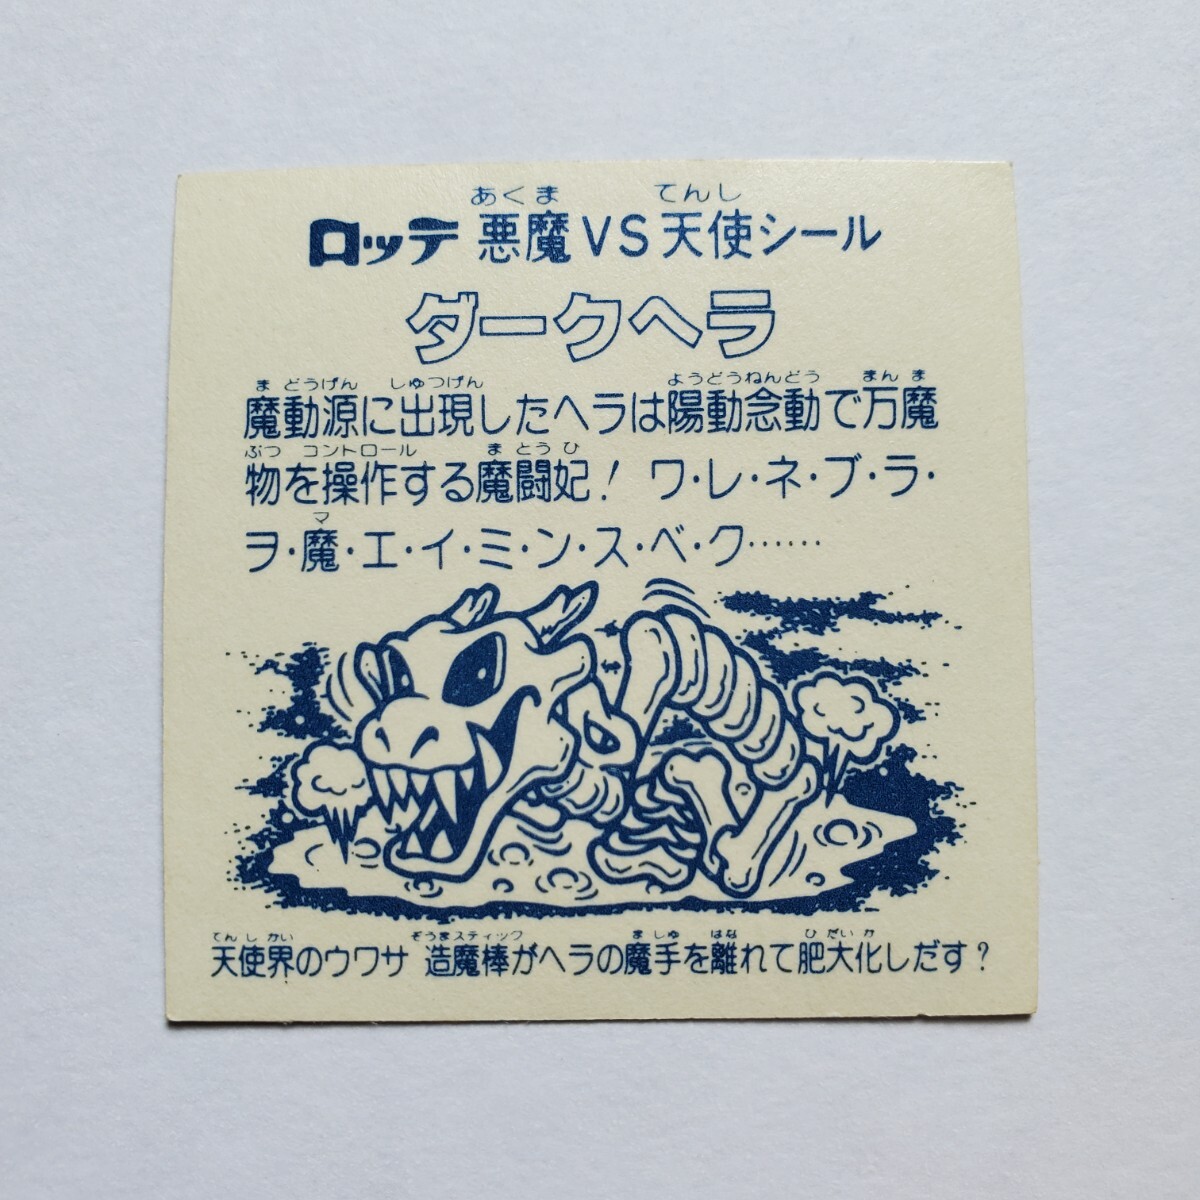 あくま てんし
ロッテ 悪魔VS天使シール
ダークヘラ
まどうげん しゅつげん ようどうねんどう まんま
魔動源に出現したヘラは陽動念動で万魔
ぶつ コントロール まとうひ
物を操作する魔闘妃! ワ・レ・ネ・ブ・ラ・
マ
ヲ・魔・エ・イ・ミ・ン・ス・ベ・ク……
てんしかい ぞうまスティック ましゅ はな ひだいか
天使界のウワサ 造魔棒がヘラの魔手を離れて肥大化しだす?